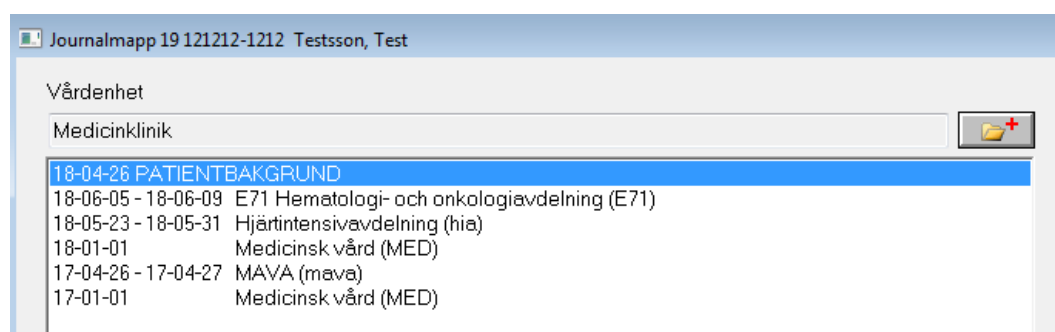 Journalmapp 19 121212-1212 Testsson, Test
Vårdenhet
Medicinklinik
18-04-26 PATIENTBAKGRUND
18-06-05 - 18-06-09 E71 Hematologi- och onkologiavdelning (E71)
18-05-23 - 18-05-31 Hjärtintensivavdelning (hia)
18-01-01 Medicinsk vård (MED)
17-04-26 - 17-04-27 MAVA (mava)
17-01-01 Medicinsk vård (MED)